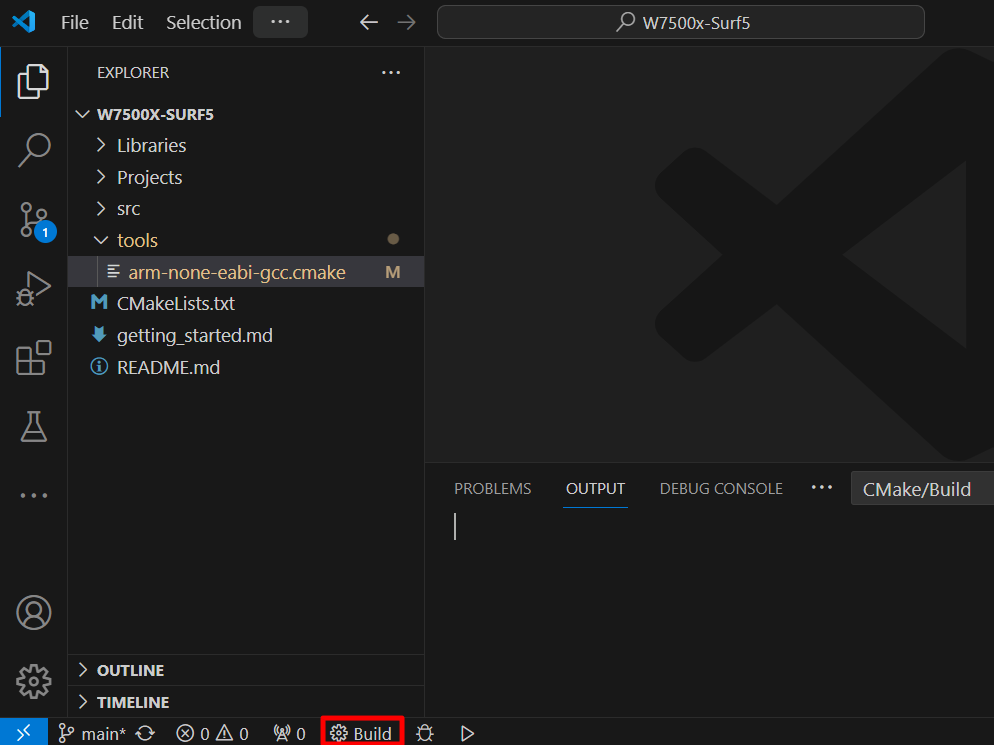 File Edit Selection ... W7500x-Surf5
EXPLORER ...
W7500X-SURF5
Libraries
Projects
src
1
tools
arm-none-eabi-gcc.cmake M
CMakeLists.txt
getting_started.md
README.md
PROBLEMS OUTPUT DEBUG CONSOLE ... CMake/Build
OUTLINE
TIMELINE
main* 0 0 0 Build